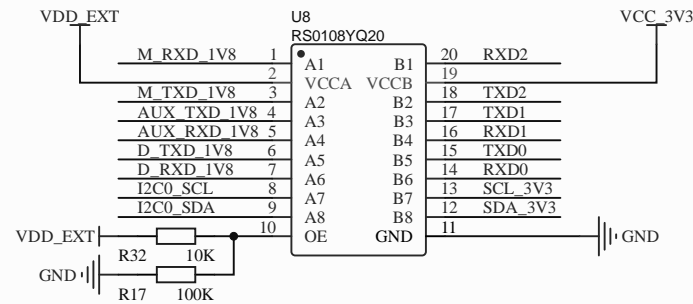 VDD_EXT U8 VCC_3V3
RS0108YQ20
M_RXD_1V8 1 A1 B1 20 RXD2
2 VCCA VCCB 19
M_TXD_1V8 3 A2 B2 18 TXD2
AUX_TXD_1V8 4 A3 B3 17 TXD1
AUX_RXD_1V8 5 A4 B4 16 RXD1
D_TXD_1V8 6 A5 B5 15 TXD0
D_RXD_1V8 7 A6 B6 14 RXD0
I2C0_SCL 8 A7 B7 13 SCL_3V3
I2C0_SDA 9 A8 B8 12 SDA_3V3
10 OE GND 11
VDD_EXT GND
R32 10K
GND
R17 100K